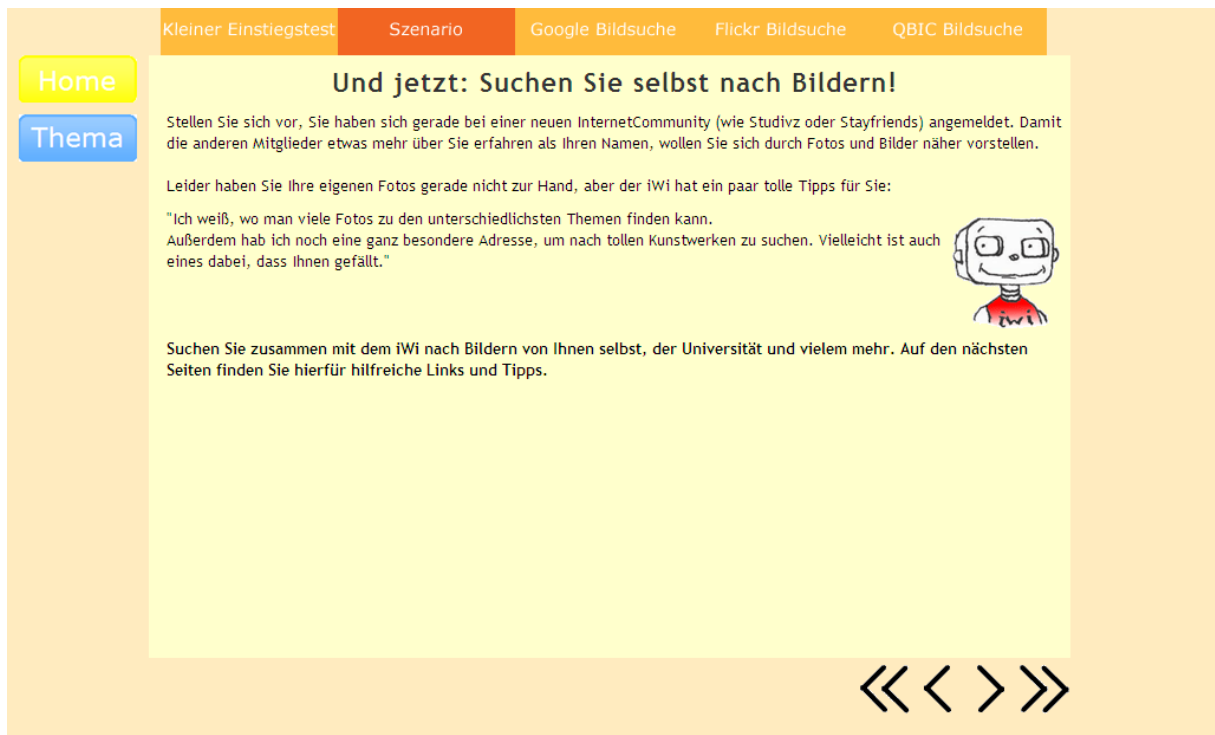 Kleiner Einstiegstest Szenario Google Bildsuche Flickr Bildsuche QBIC Bildsuche
Home
Thema
Und jetzt: Suchen Sie selbst nach Bildern!
Stellen Sie sich vor, Sie haben sich gerade bei einer neuen InternetCommunity (wie Studivz oder Stayfriends) angemeldet. Damit
die anderen Mitglieder etwas mehr über Sie erfahren als Ihren Namen, wollen Sie sich durch Fotos und Bilder näher vorstellen.
Leider haben Sie Ihre eigenen Fotos gerade nicht zur Hand, aber der iWi hat ein paar tolle Tipps für Sie:
"Ich weiß, wo man viele Fotos zu den unterschiedlichsten Themen finden kann.
Außerdem hab ich noch eine ganz besondere Adresse, um nach tollen Kunstwerken zu suchen. Vielleicht ist auch
eines dabei, dass Ihnen gefällt."
iwi
Suchen Sie zusammen mit dem iWi nach Bildern von Ihnen selbst, der Universität und vielem mehr. Auf den nächsten
Seiten finden Sie hierfür hilfreiche Links und Tipps.